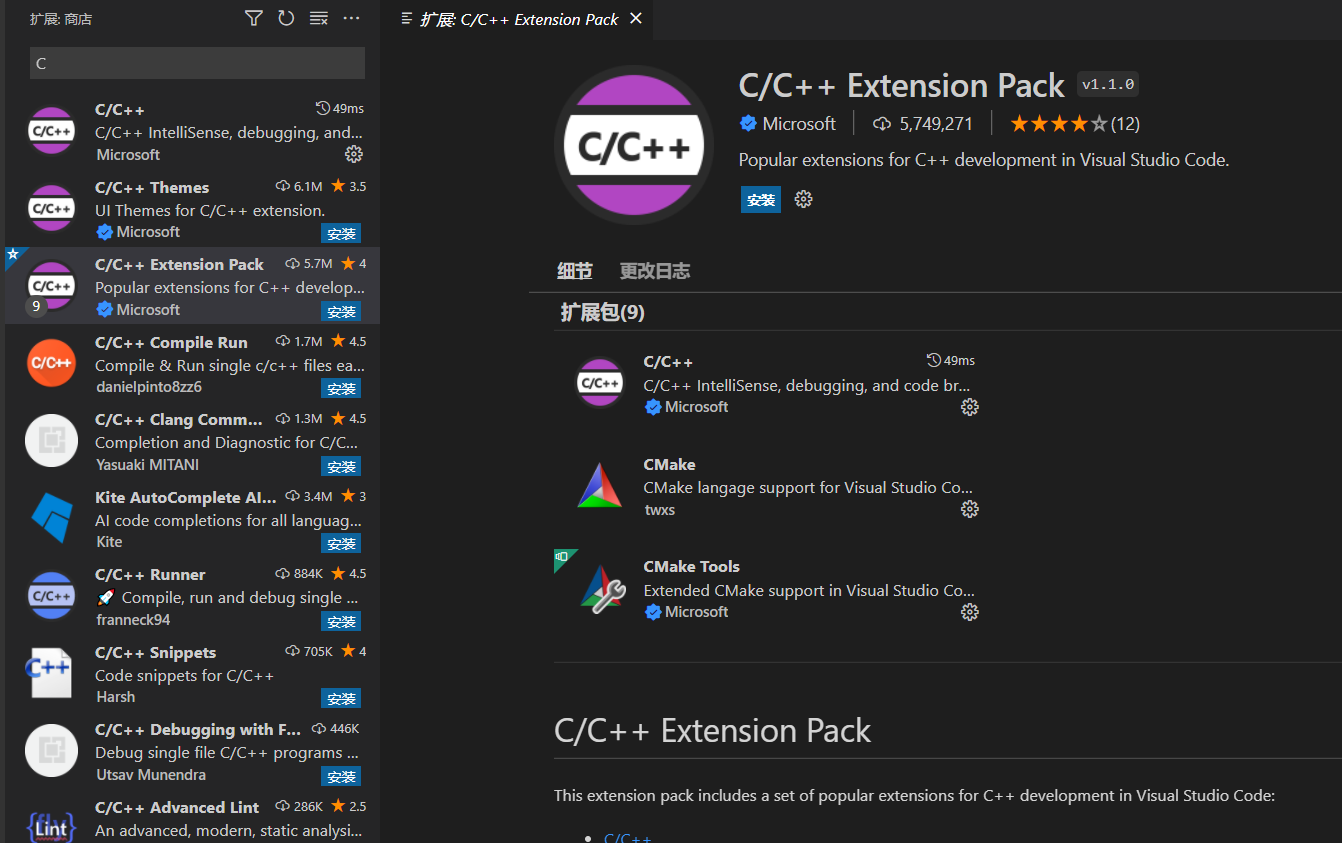 扩展: 商店
C
C/C++ 49ms
C/C++ IntelliSense, debugging, and...
Microsoft
C/C++ Themes 6.1M 3.5
UI Themes for C/C++ extension.
Microsoft 安装
C/C++ Extension Pack 5.7M 4
Popular extensions for C++ develop...
9 Microsoft 安装
C/C++ Compile Run 1.7M 4.5
Compile & Run single c/c++ files ea...
danielpinto8zz6 安装
C/C++ Clang Comm... 1.3M 4.5
Completion and Diagnostic for C/C...
Yasuaki MITANI 安装
Kite AutoComplete AI... 3.4M 3
AI code completions for all languag...
Kite 安装
C/C++ Runner 884K 4.5
Compile, run and debug single ...
franneck94 安装
C/C++ Snippets 705K 4
Code snippets for C/C++
Harsh 安装
C/C++ Debugging with F... 446K
Debug single file C/C++ programs ...
Utsav Munendra 安装
C/C++ Advanced Lint 286K 2.5
An advanced, modern, static analysi...
C/C++
C/C++
C/C++
C/C++
C/C++
C++
Lint
扩展: C/C++ Extension Pack
C/C++
C/C++ Extension Pack v1.1.0
Microsoft 5,749,271 (12)
Popular extensions for C++ development in Visual Studio Code.
安装
细节 更改日志
扩展包(9)
C/C++
C/C++ 49ms
C/C++ IntelliSense, debugging, and code br...
Microsoft
CMake
CMake langage support for Visual Studio Co...
twxs
CMake Tools
Extended CMake support in Visual Studio Co...
Microsoft
C/C++ Extension Pack
This extension pack includes a set of popular extensions for C++ development in Visual Studio Code:
C/C++